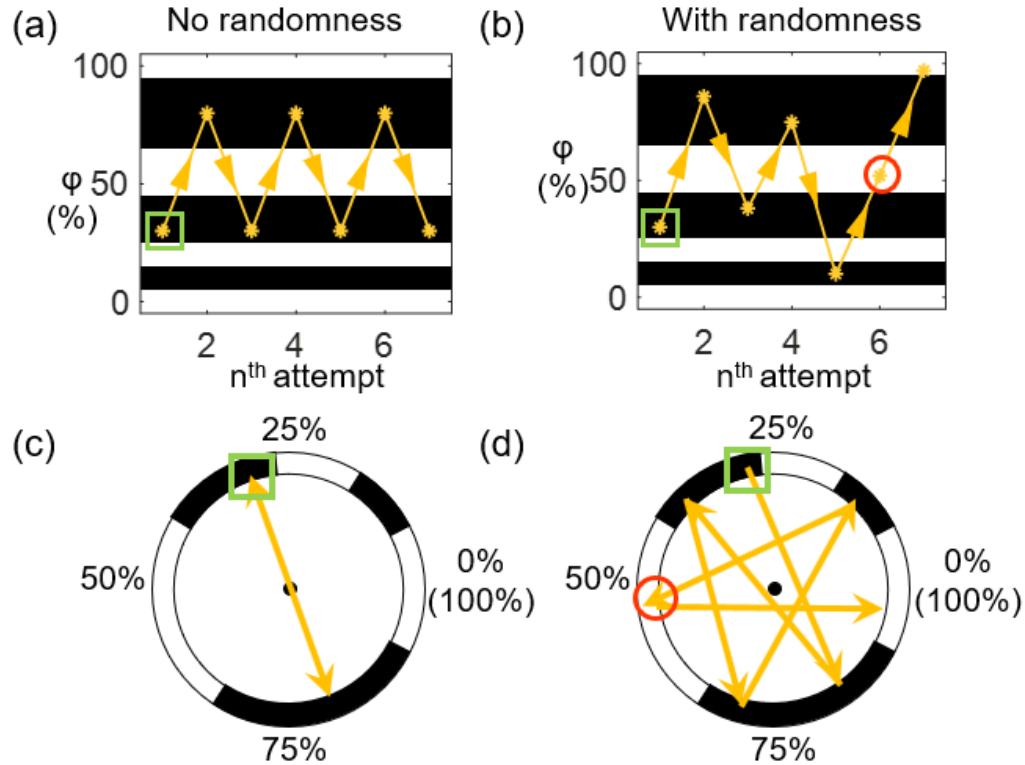 (a)
No randomness
100
φ
50
(%)
0
2
4
6
nth attempt
(b)
With randomness
100
φ
50
(%)
0
2
4
6
nth attempt
(c)
25%
50%
0%
(100%)
75%
(d)
25%
50%
0%
(100%)
75%